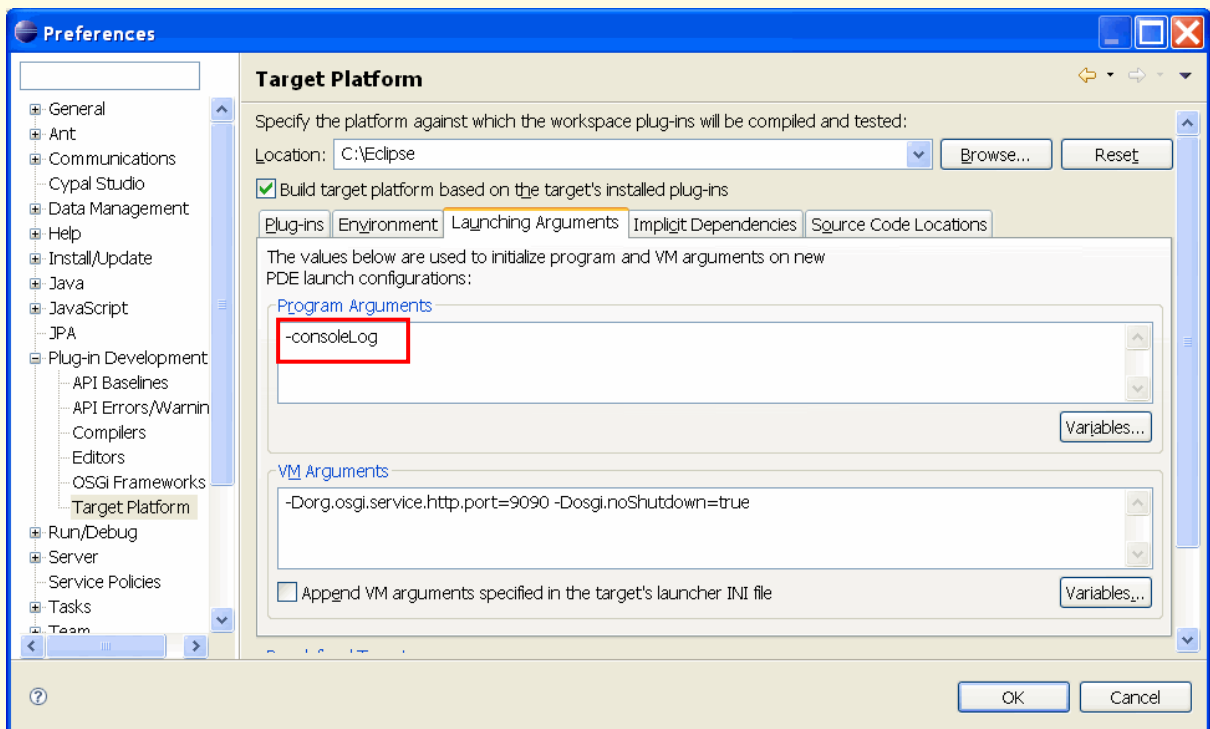 Preferences
Target Platform
General
Ant
Communications
Cypal Studio
Data Management
Help
Install/Update
Java
JavaScript
JPA
Plug-in Development
API Baselines
API Errors/Warnin
Compilers
Editors
OSGi Frameworks
Target Platform
Run/Debug
Server
Service Policies
Tasks
Team
Specify the platform against which the workspace plug-ins will be compiled and tested:
Location: C:\Eclipse Browse... Reset
Build target platform based on the target's installed plug-ins
Plug-ins Environment Launching Arguments Implicit Dependencies Source Code Locations
The values below are used to initialize program and VM arguments on new
PDE launch configurations:
Program Arguments
-consoleLog
Variables...
VM Arguments
-Dorg.osgi.service.http.port=9090 -Dosgi.noShutdown=true
Append VM arguments specified in the target's launcher INI file Variables...
OK Cancel